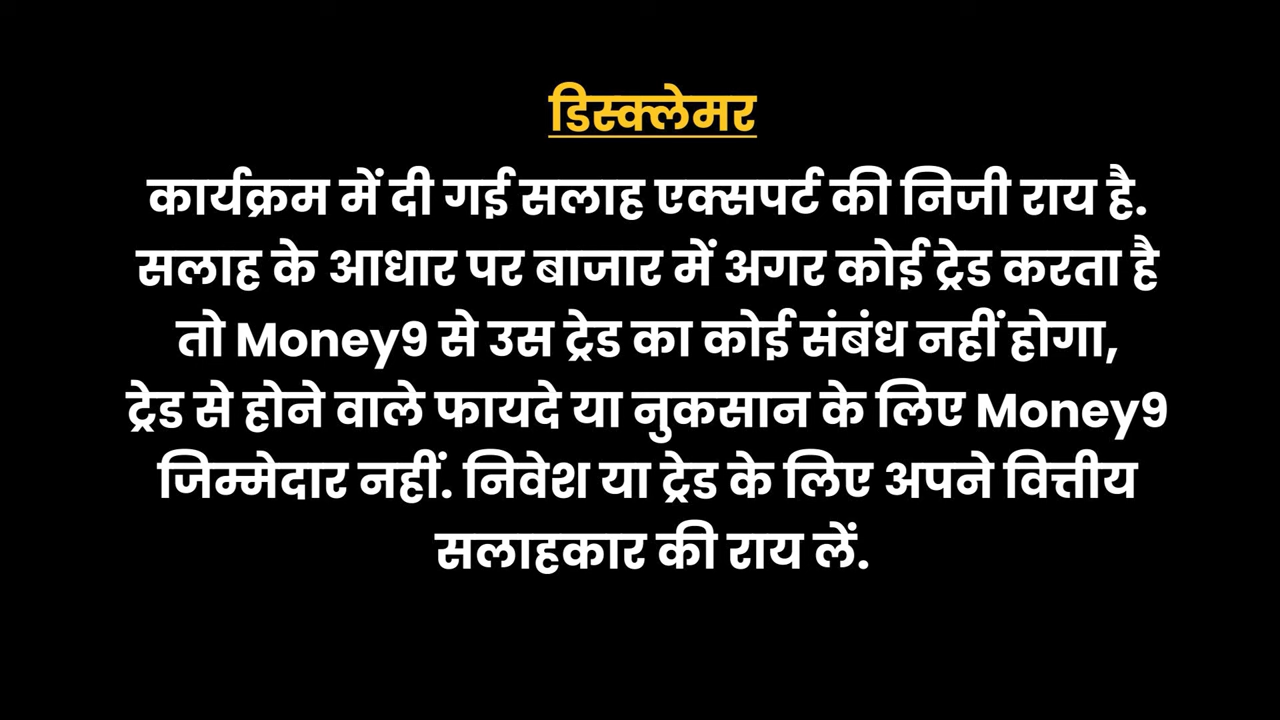 डिस्क्लेमर
कार्यक्रम में दी गई सलाह एक्सपर्ट की निजी राय है.
सलाह के आधार पर बाजार में अगर कोई ट्रेड करता है
तो Money9 से उस ट्रेड का कोई संबंध नहीं होगा,
ट्रेड से होने वाले फायदे या नुकसान के लिए Money9
जिम्मेदार नहीं. निवेश या ट्रेड के लिए अपने वित्तीय
सलाहकार की राय लें.